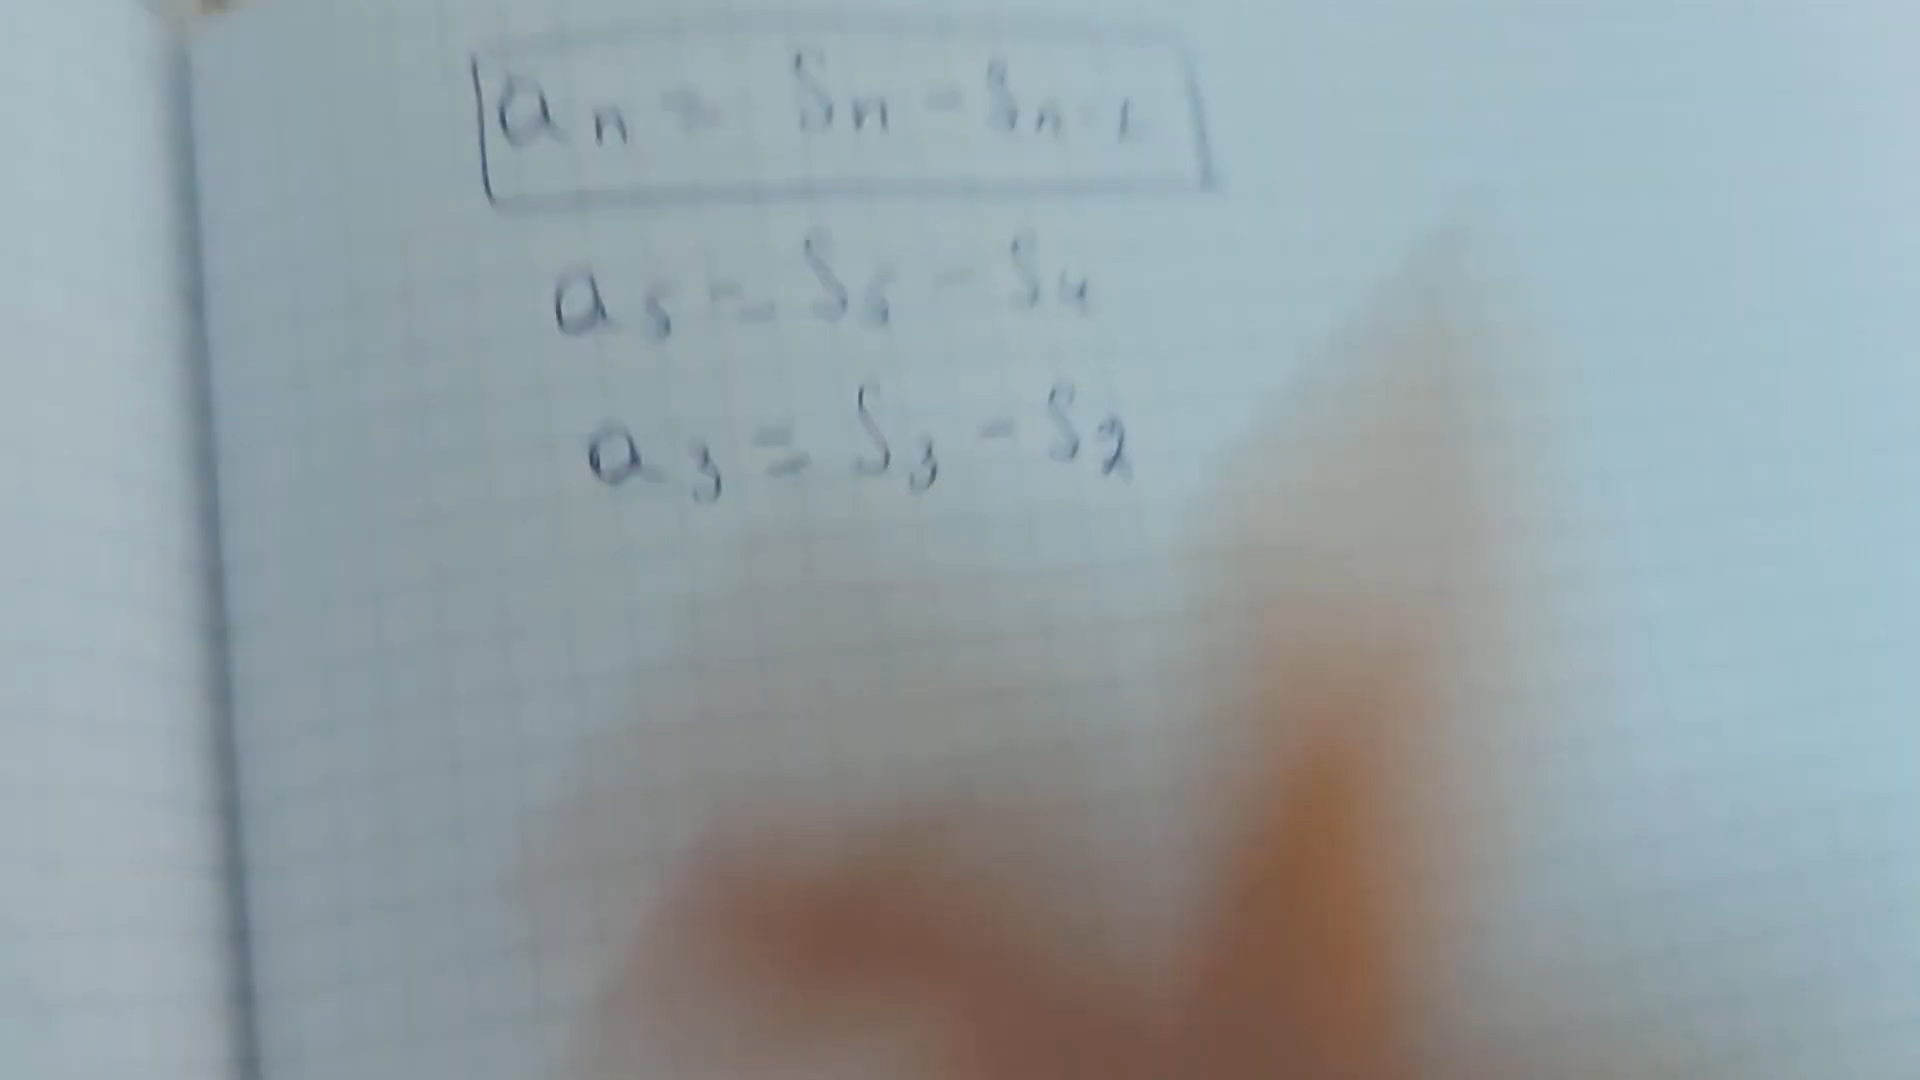 an = Sn - Sn-1
a5 = S5 - S4
a3 = S3 - S2